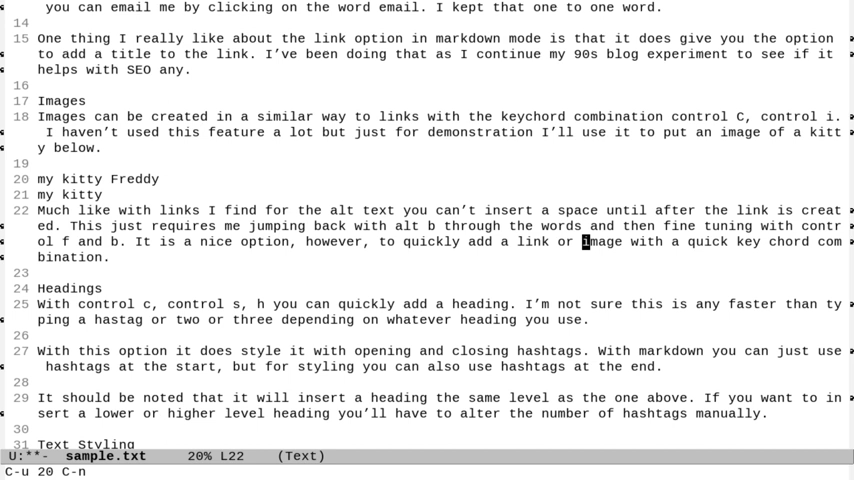 you can email me by clicking on the word email. I kept that one to one word.
14
15 One thing I really like about the link option in markdown mode is that it does give you the option
to add a title to the link. I’ve been doing that as I continue my 90s blog experiment to see if it
helps with SEO any.
16
17 Images
18 Images can be created in a similar way to links with the keychord combination control C, control i.
I haven’t used this feature a lot but just for demonstration I’ll use it to put an image of a kitt
y below.
19
20 my kitty Freddy
21 my kitty
22 Much like with links I find for the alt text you can’t insert a space until after the link is creat
ed. This just requires me jumping back with alt b through the words and then fine tuning with contr
ol f and b. It is a nice option, however, to quickly add a link or image with a quick key chord com
bination.
23
24 Headings
25 With control c, control s, h you can quickly add a heading. I’m not sure this is any faster than ty
ping a hastag or two or three depending on whatever heading you use.
26
27 With this option it does style it with opening and closing hashtags. With markdown you can just use
hashtags at the start, but for styling you can also use hashtags at the end.
28
29 It should be noted that it will insert a heading the same level as the one above. If you want to in
sert a lower or higher level heading you’ll have to alter the number of hashtags manually.
30
31 Text Styling
U:**-  sample.txt     20% L22    (Text)
C-u 20 C-n